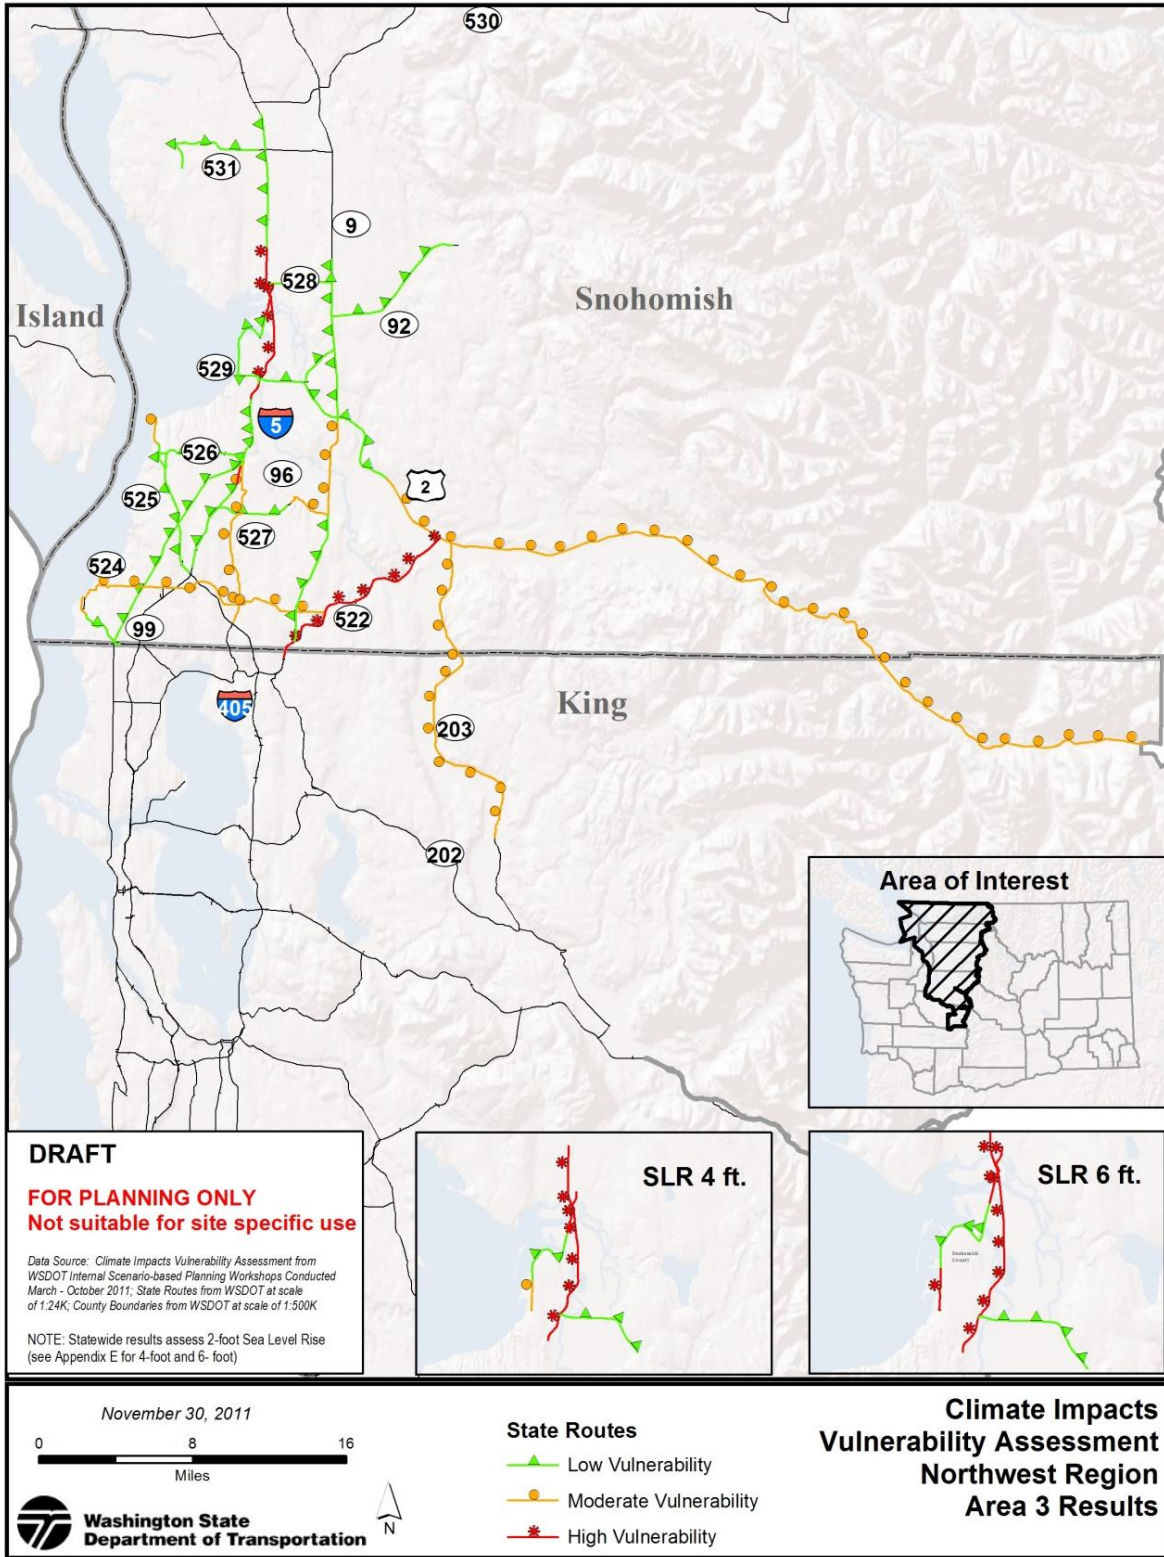 530
531
9
528
Island
Snohomish
92
529
5
526
96
2
525
527
524
522
99
King
405
203
202
Area of Interest
DRAFT
FOR PLANNING ONLY
Not suitable for site specific use
Data Source: Climate Impacts Vulnerability Assessment from
WSDOT Internal Scenario-based Planning Workshops Conducted
March - October 2011; State Routes from WSDOT at scale
of 1:24K; County Boundaries from WSDOT at scale of 1:500K
NOTE: Statewide results assess 2-foot Sea Level Rise
(see Appendix E for 4-foot and 6- foot)
SLR 4 ft.
SLR 6 ft.
Snohomish
County
November 30, 2011
0 8 16
Miles
Washington State
Department of Transportation
N
State Routes
Low Vulnerability
Moderate Vulnerability
High Vulnerability
Climate Impacts
Vulnerability Assessment
Northwest Region
Area 3 Results